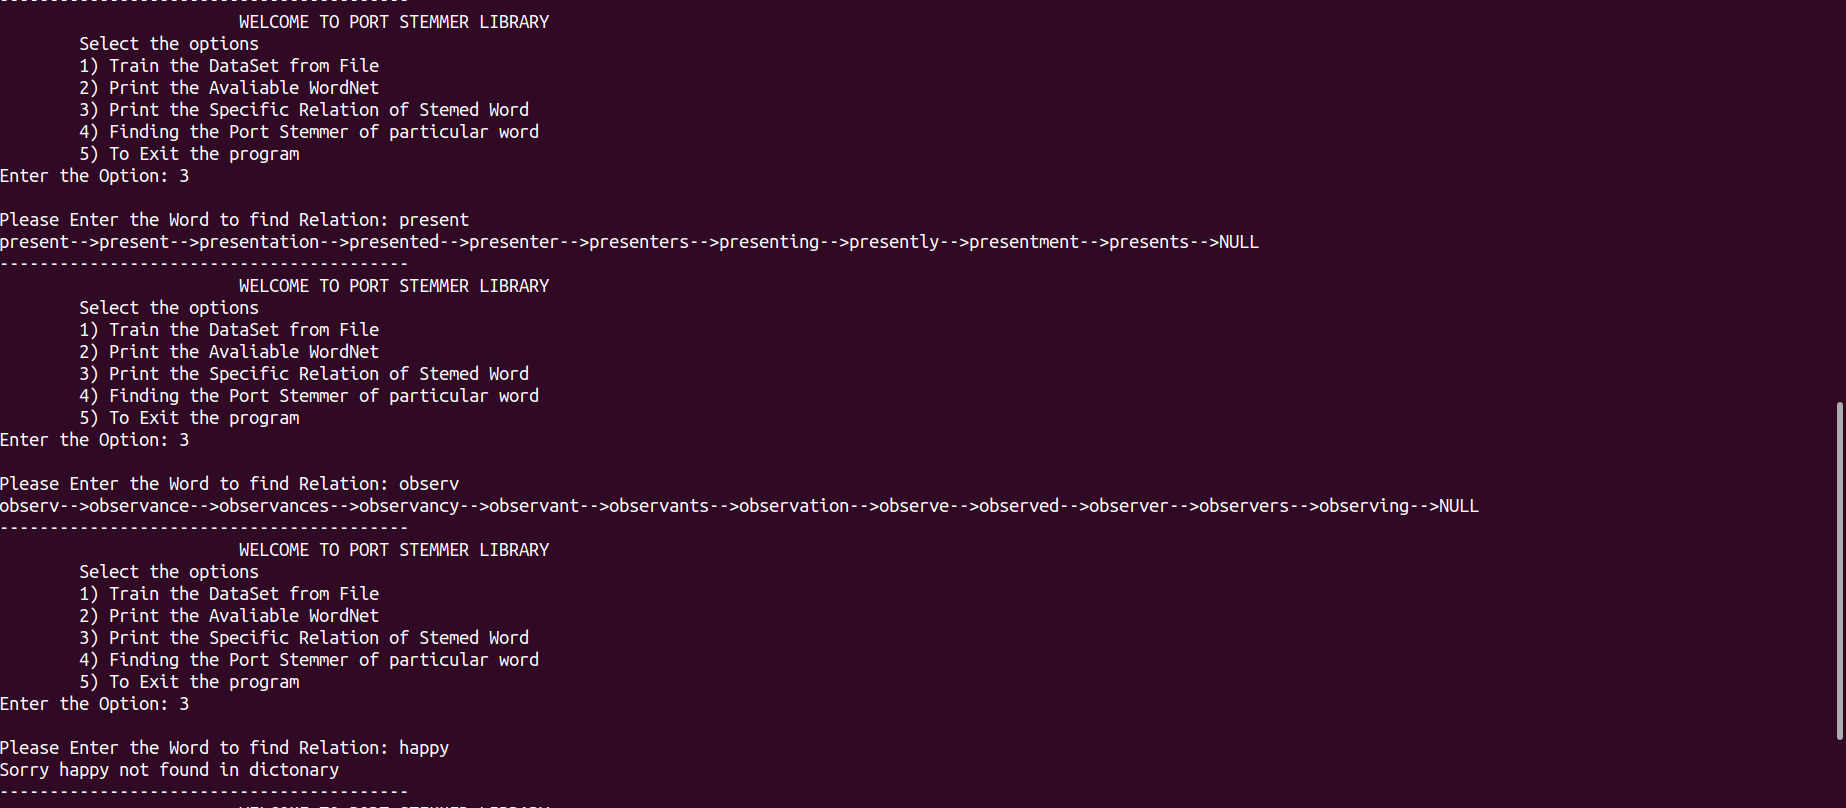 ----------------------------------------
WELCOME TO PORT STEMMER LIBRARY
Select the options
1) Train the DataSet from File
2) Print the Avaliable WordNet
3) Print the Specific Relation of Stemed Word
4) Finding the Port Stemmer of particular word
5) To Exit the program
Enter the Option: 3
Please Enter the Word to find Relation: present
present-->present-->presentation-->presented-->presenter-->presenters-->presenting-->presently-->presentment-->presents-->NULL
-----------------------------------------
WELCOME TO PORT STEMMER LIBRARY
Select the options
1) Train the DataSet from File
2) Print the Avaliable WordNet
3) Print the Specific Relation of Stemed Word
4) Finding the Port Stemmer of particular word
5) To Exit the program
Enter the Option: 3
Please Enter the Word to find Relation: observ
observ-->observance-->observances-->observancy-->observant-->observants-->observation-->observe-->observed-->observer-->observers-->observing-->NULL
-----------------------------------------
WELCOME TO PORT STEMMER LIBRARY
Select the options
1) Train the DataSet from File
2) Print the Avaliable WordNet
3) Print the Specific Relation of Stemed Word
4) Finding the Port Stemmer of particular word
5) To Exit the program
Enter the Option: 3
Please Enter the Word to find Relation: happy
Sorry happy not found in dictonary
-----------------------------------------